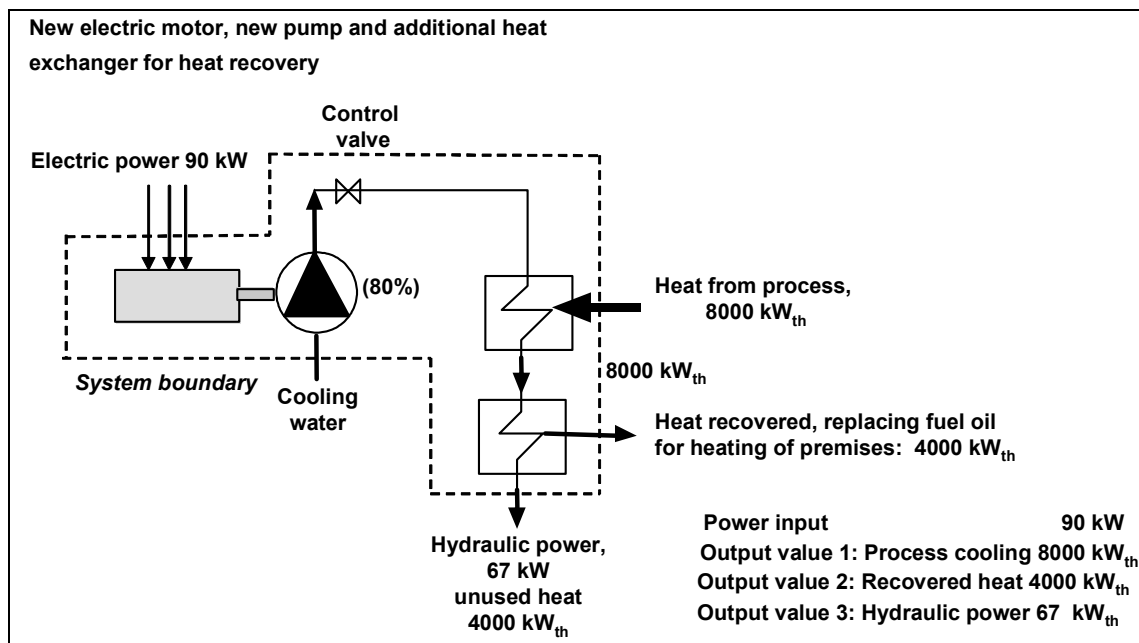 New electric motor, new pump and additional heat
exchanger for heat recovery
Control
valve
Electric power 90 kW
(80%)
Heat from process,
8000 kWth
8000 kWth
System boundary
Cooling
water
Heat recovered, replacing fuel oil
for heating of premises: 4000 kWth
Hydraulic power,
67 kW
unused heat
4000 kWth
Power input 90 kW
Output value 1: Process cooling 8000 kWth
Output value 2: Recovered heat 4000 kWth
Output value 3: Hydraulic power 67 kWth